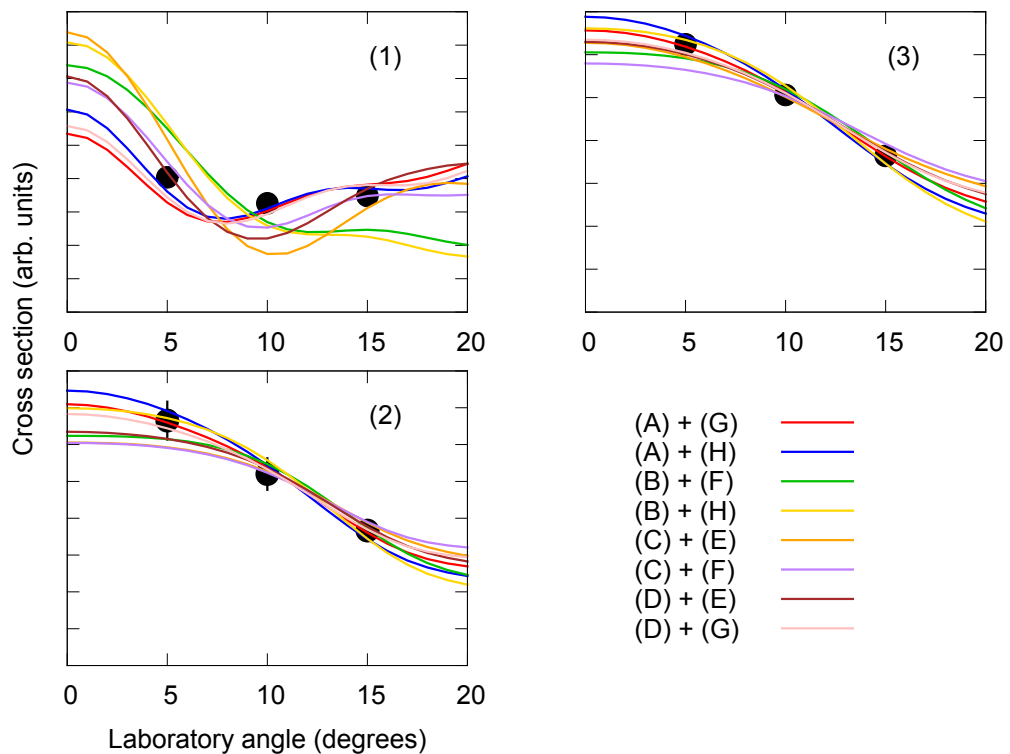 (1)
(3)
0 5 10 15 20
0 5 10 15 20
Cross section (arb. units)
(2)
0 5 10 15 20
Laboratory angle (degrees)
(A) + (G)
(A) + (H)
(B) + (F)
(B) + (H)
(C) + (E)
(C) + (F)
(D) + (E)
(D) + (G)